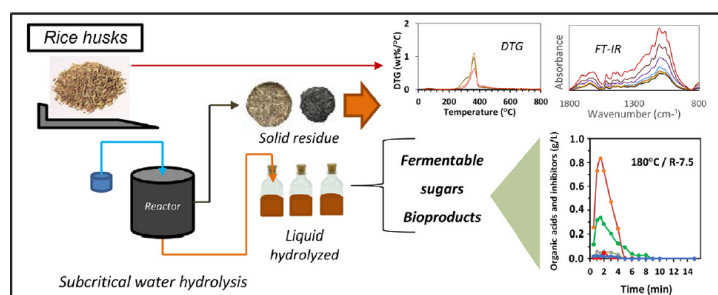 Rice husks
DTG (wt%/°C)
2
1
0
DTG
0 200 400 600 800
Temperature (°C)
Absorbance
FT-IR
1800 1300 800
Wavenumber (cm⁻¹)
Solid residue
Reactor
Liquid
hydrolyzed
Subcritical water hydrolysis
Fermentable
sugars
Bioproducts
Organic acids and inhibitors (g/L)
1.0
0.8
0.6
0.4
0.2
0.0
180°C / R-7.5
0 2 4 6 8 10 12 14
Time (min)